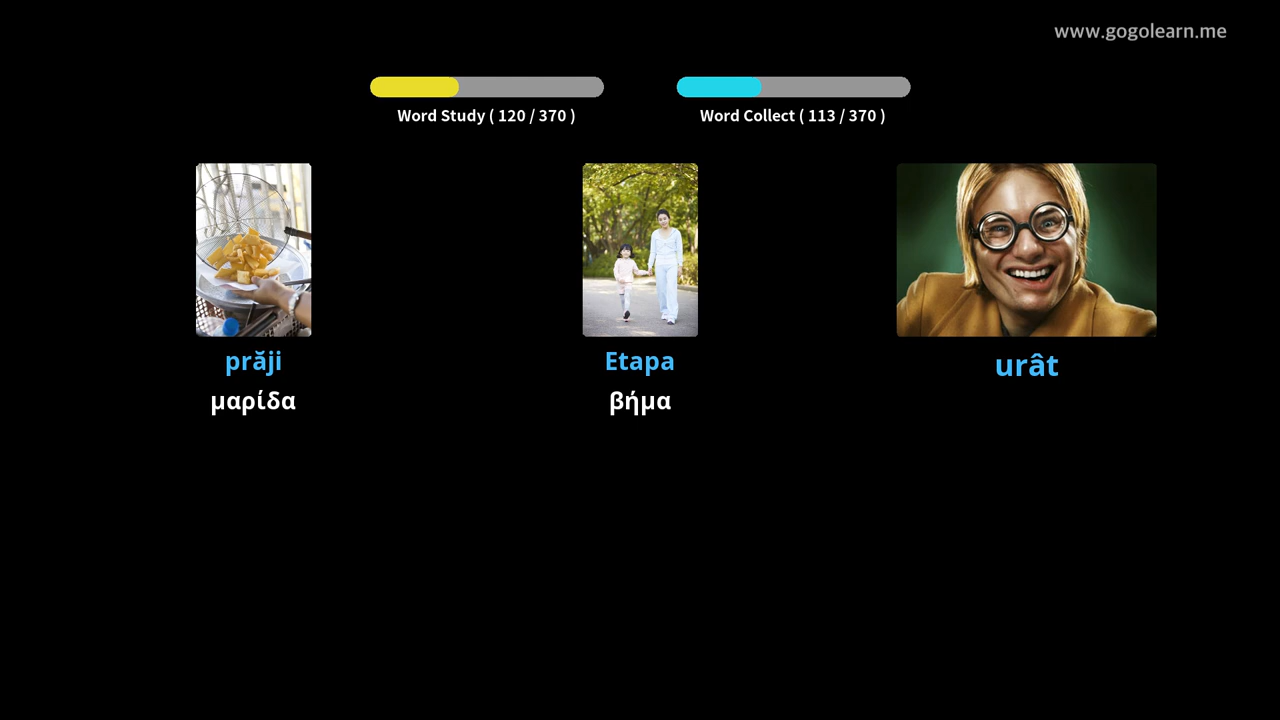 www.gogolearn.me
Word Study ( 120 / 370 )
Word Collect ( 113 / 370 )
prăji
μαρίδα
Etapa
βήμα
urât